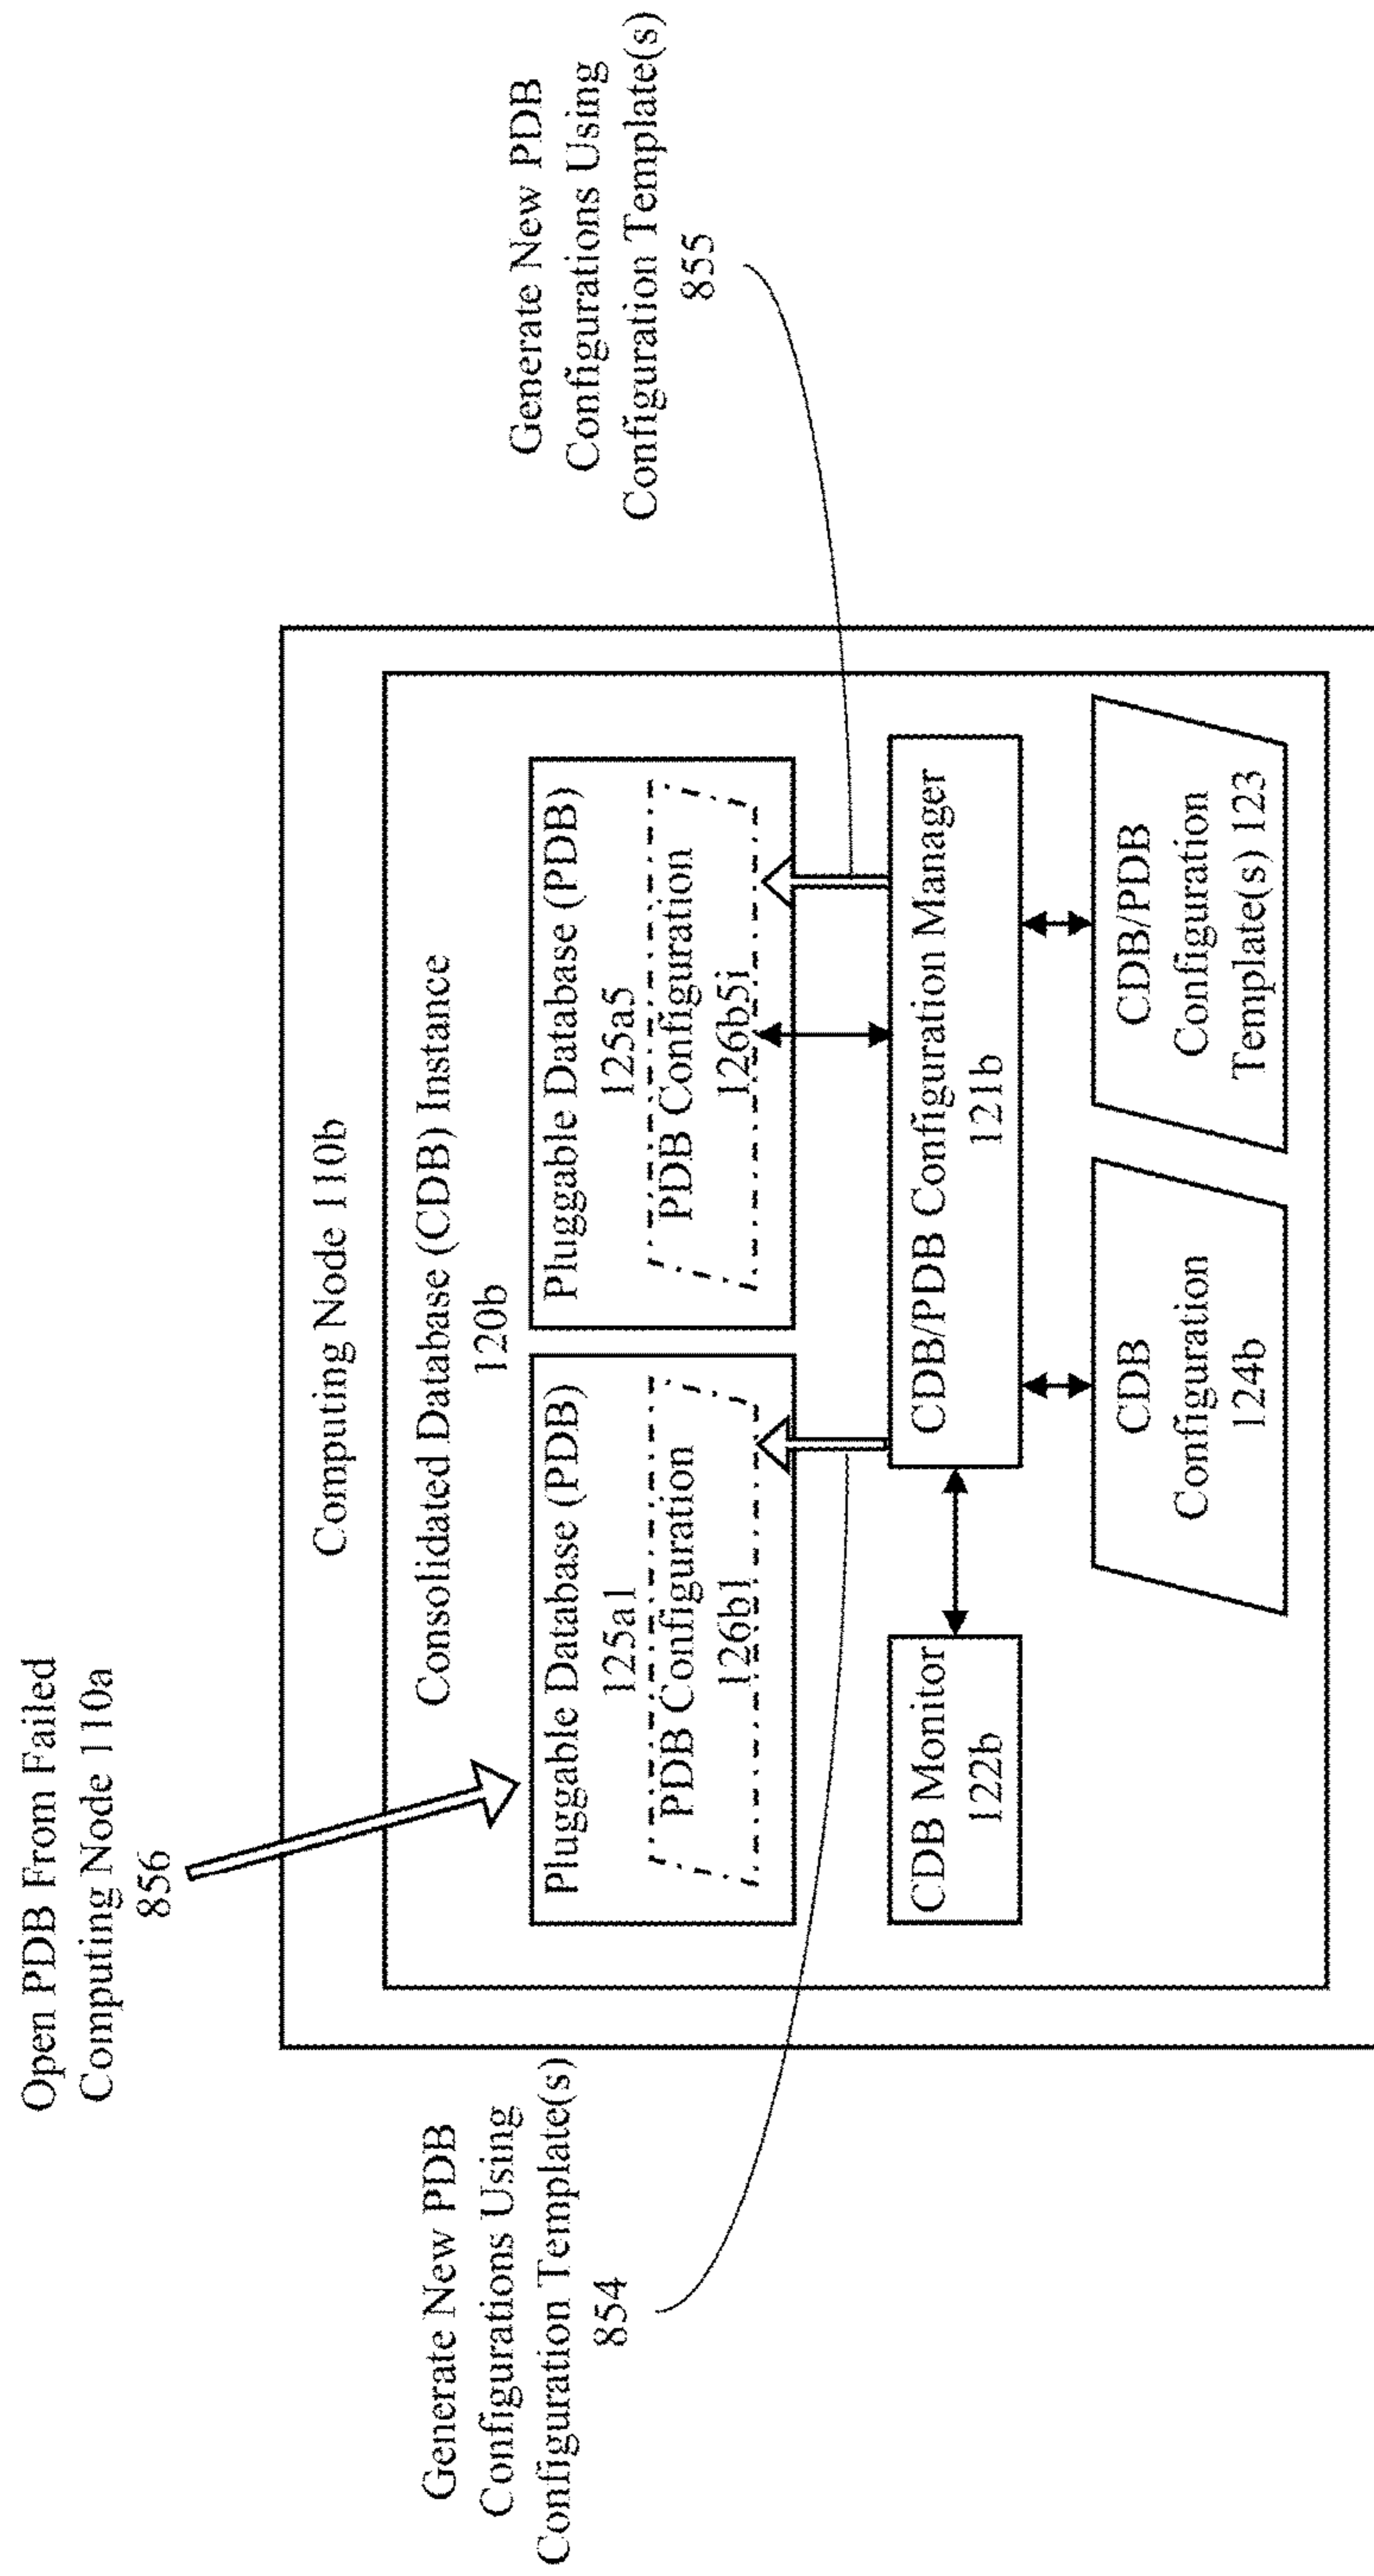 Open PDB From Failed
Computing Node 110a
856
Generate New PDB
Configurations Using
Configuration Template(s)
854
Computing Node 110b
Consolidated Database (CDB) Instance
120b
Pluggable Database (PDB)
125a1
PDB Configuration
126b1
Pluggable Database (PDB)
125a5
PDB Configuration
126b5i
CDB Monitor
122b
CDB/PDB Configuration Manager
121b
CDB
Configuration
124b
CDB/PDB
Configuration
Template(s) 123
Generate New PDB
Configurations Using
Configuration Template(s)
855